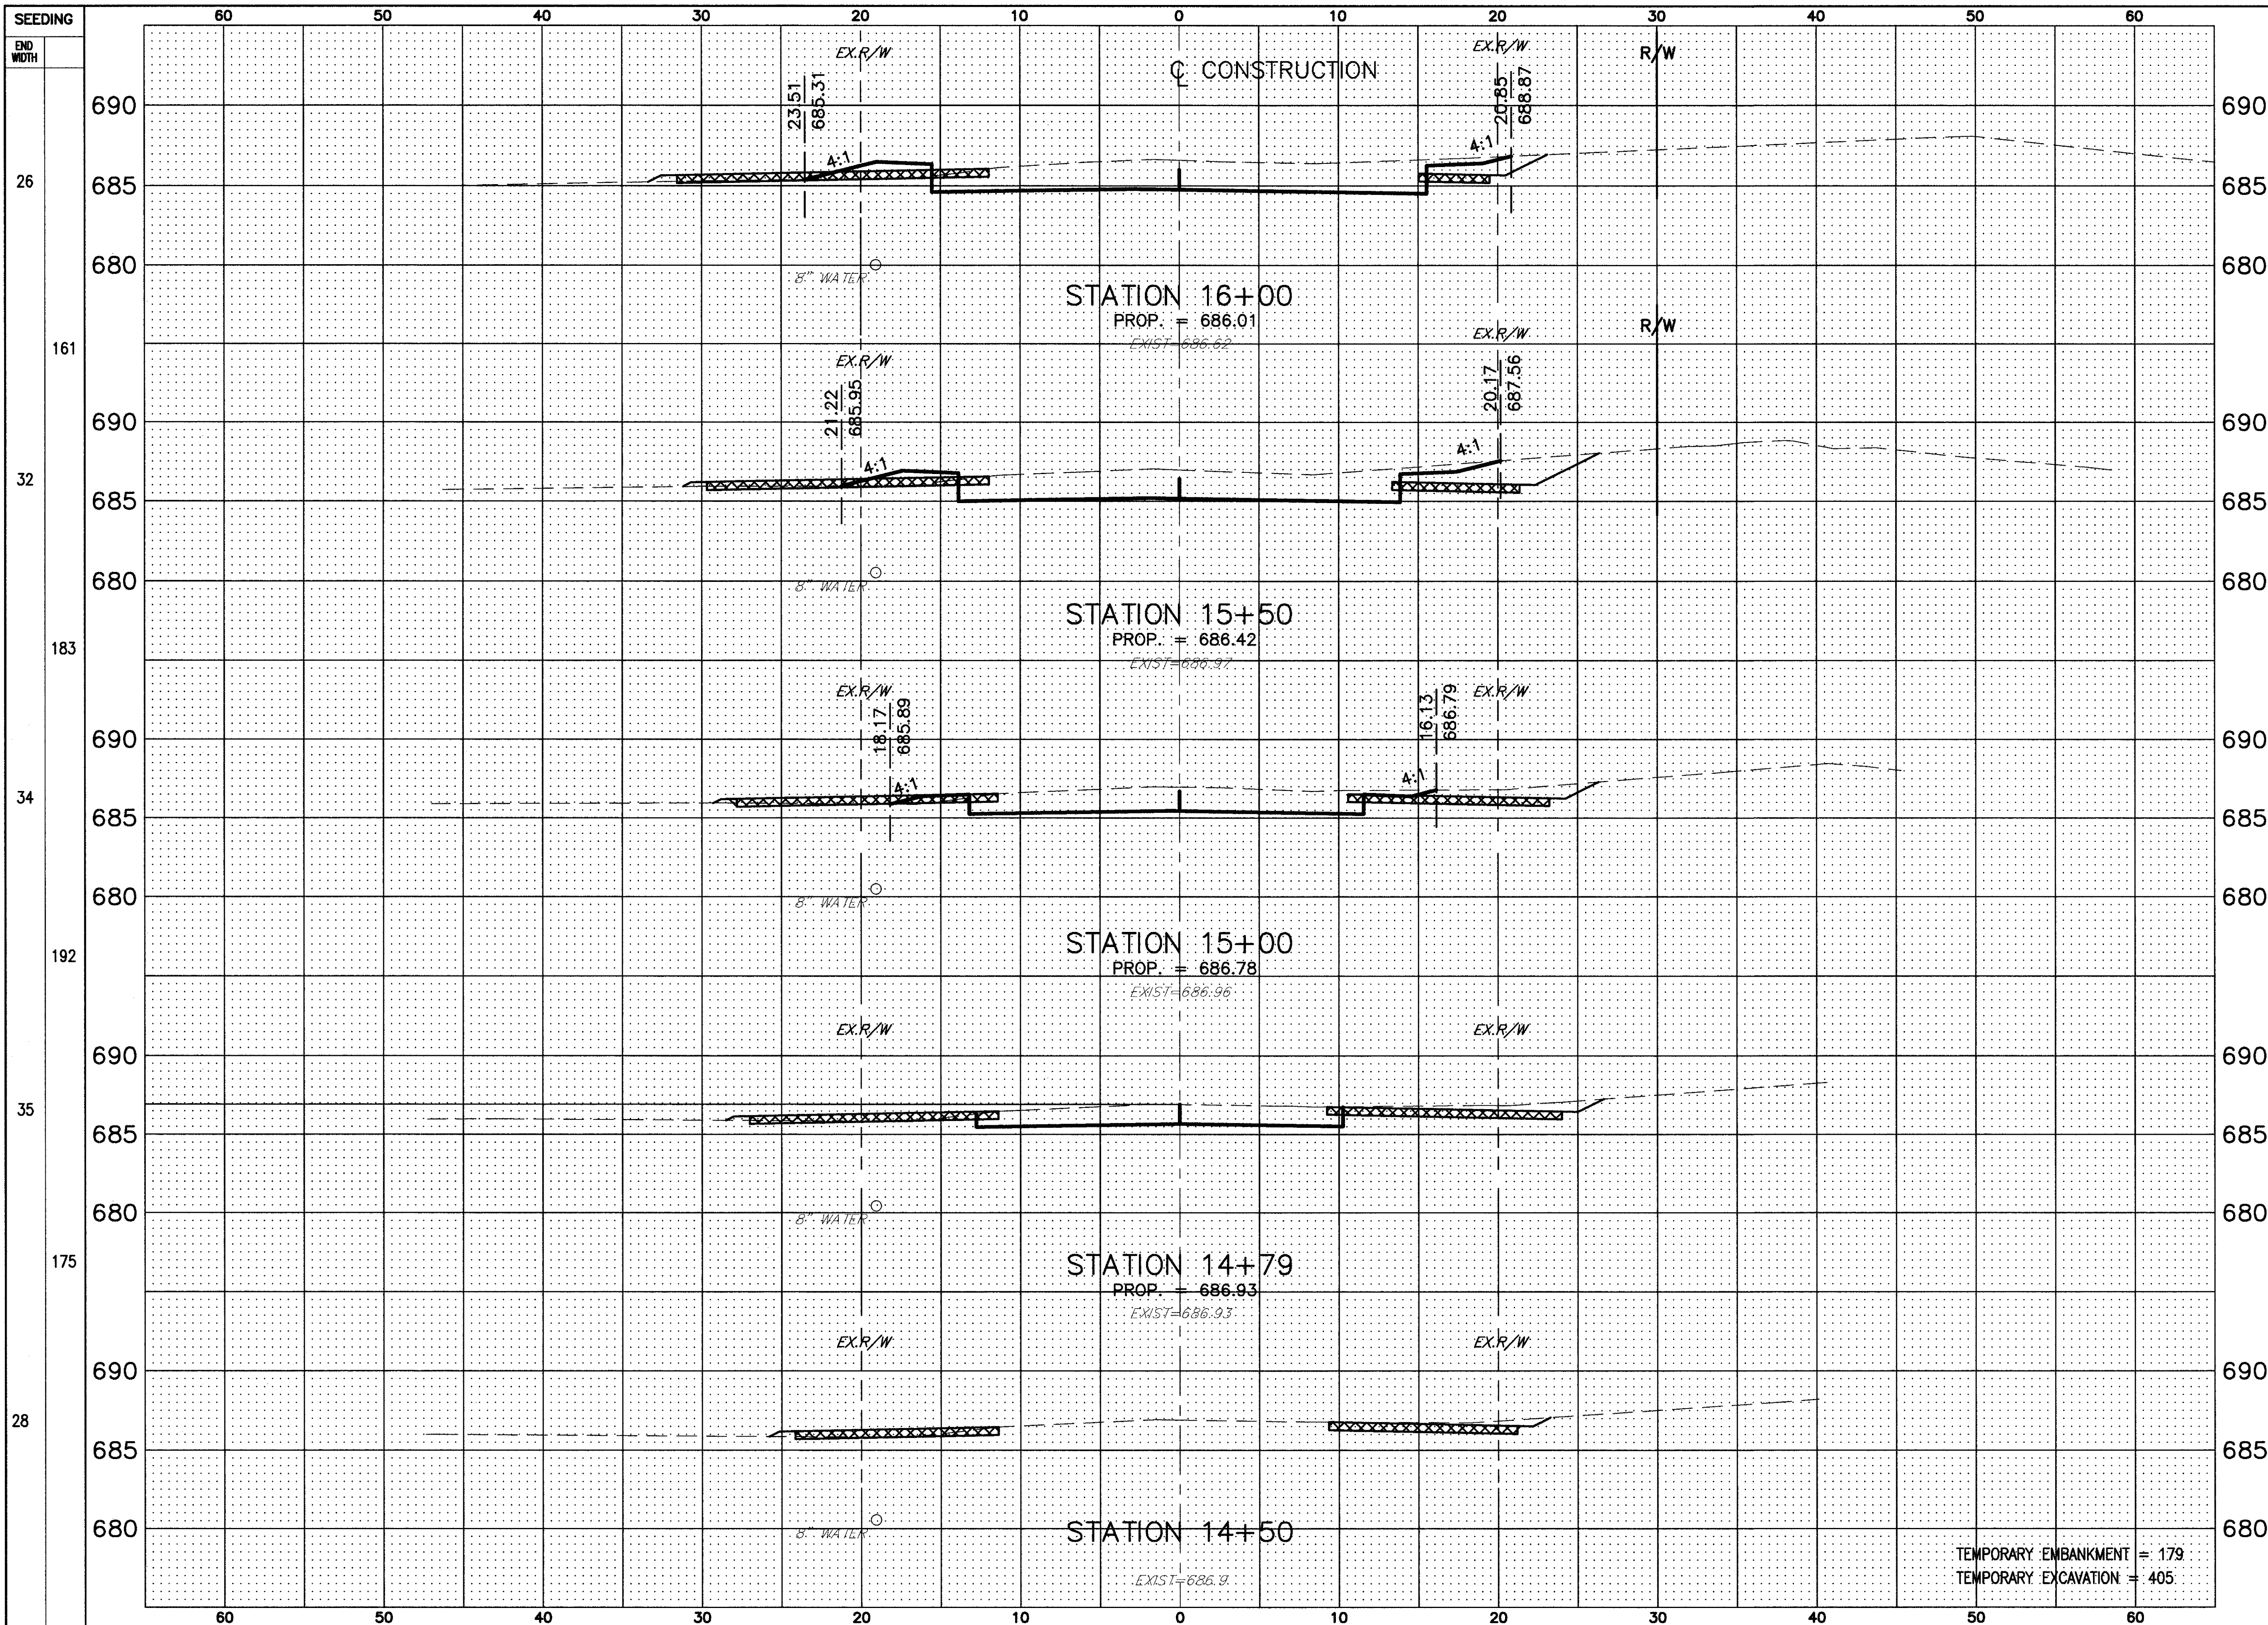 SEEDING
END
WIDTH
60 50 40 30 20 10 0 10 20 30 40 50 60
EX.R/W
℄ CONSTRUCTION
EX.R/W
R/W
23.51
685.31
20.85
688.87
690
690
4:1
4:1
26
685
685
680
680
8" WATER
STATION 16+00
PROP. = 686.01
EXIST=686.62
161
EX.R/W
EX.R/W
R/W
21.22
685.95
20.17
687.56
690
690
4:1
4:1
32
685
685
680
680
8" WATER
STATION 15+50
PROP. = 686.42
EXIST=686.97
183
EX.R/W
EX.R/W
18.17
685.89
16.13
686.79
690
690
4:1
4:1
34
685
685
680
680
8" WATER
STATION 15+00
PROP. = 686.78
EXIST=686.96
192
EX.R/W
EX.R/W
690
690
35
685
685
680
680
8" WATER
STATION 14+79
PROP. = 686.93
EXIST=686.93
175
EX.R/W
EX.R/W
690
690
28
685
685
680
680
8" WATER
STATION 14+50
EXIST=686.9
TEMPORARY EMBANKMENT = 179
TEMPORARY EXCAVATION = 405
60 50 40 30 20 10 0 10 20 30 40 50 60